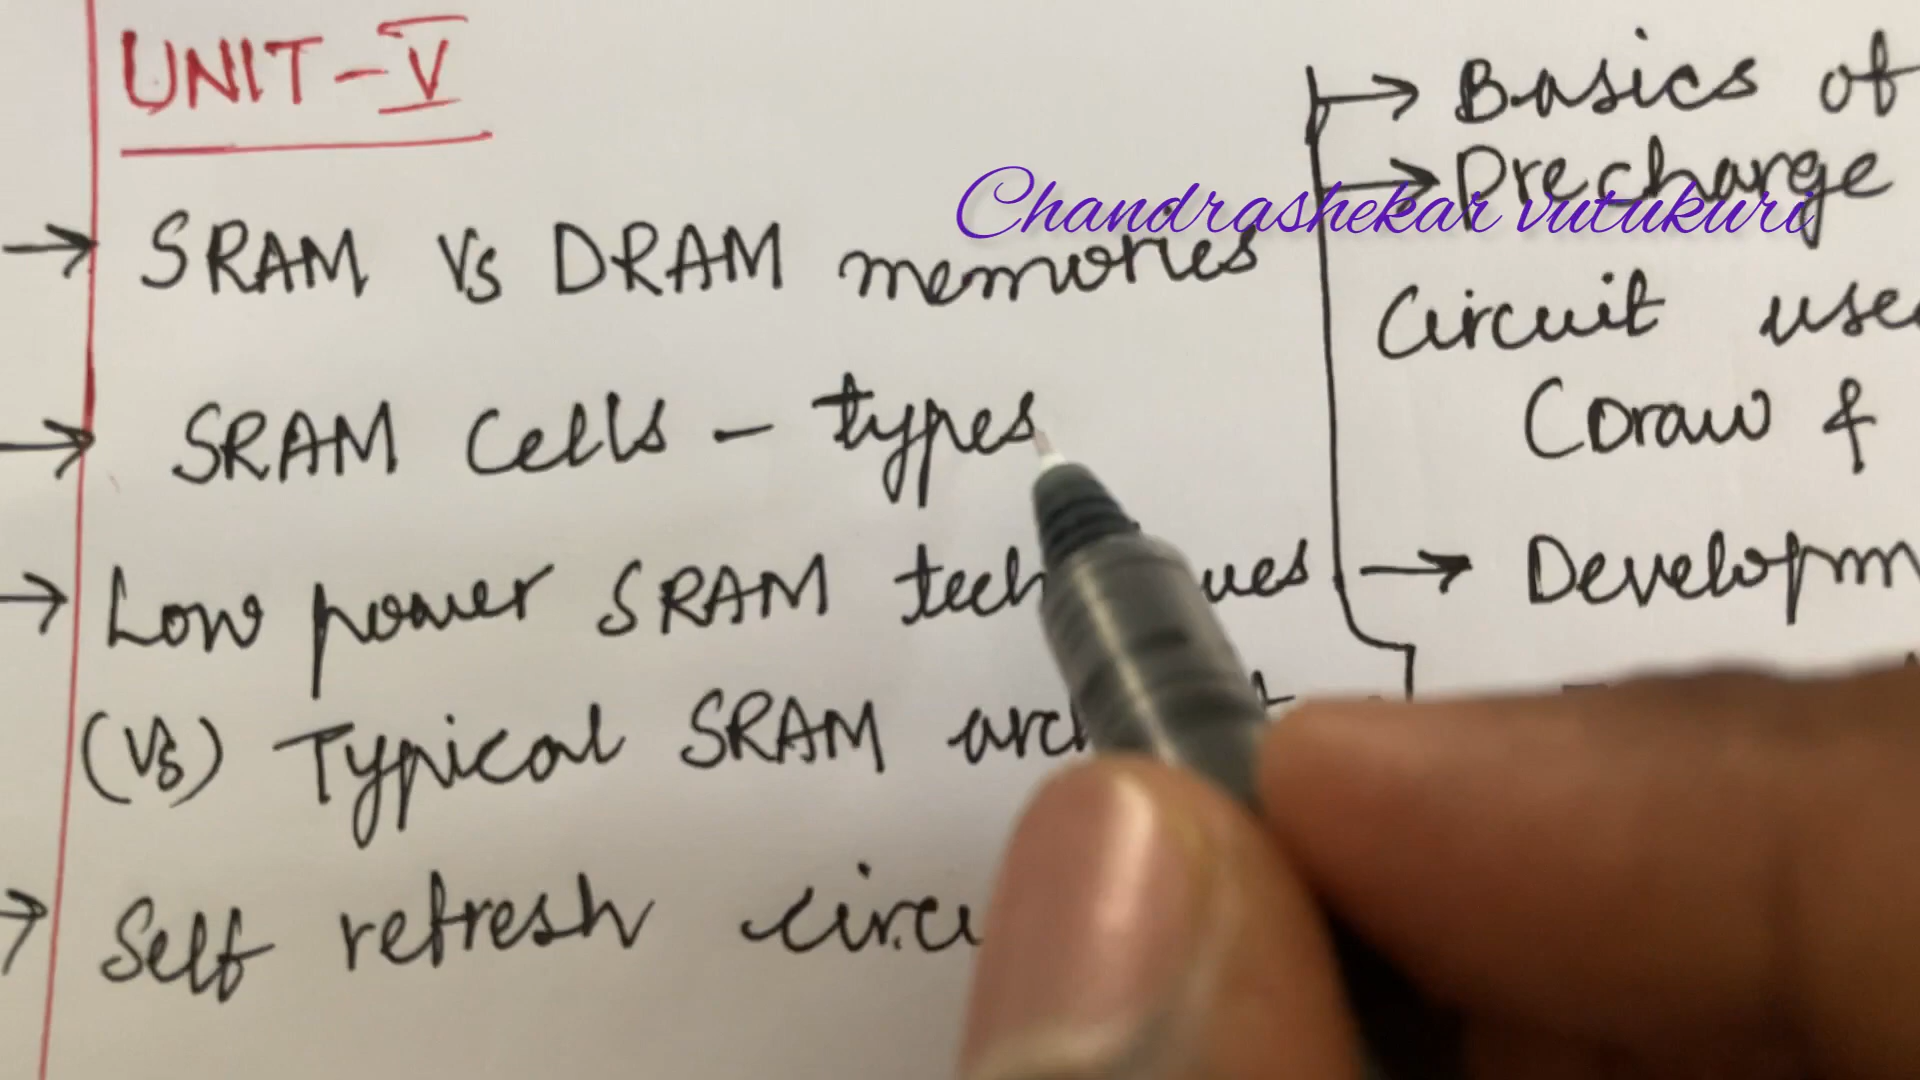 UNIT-V
→ SRAM Vs DRAM memories
→ SRAM Cells - types
→ Low power SRAM
(Vs) Typical SRAM
→ Self refresh
→ Basics of
→ Precharge
Circuit
(Draw &
→
Chandrashekar vutukuri